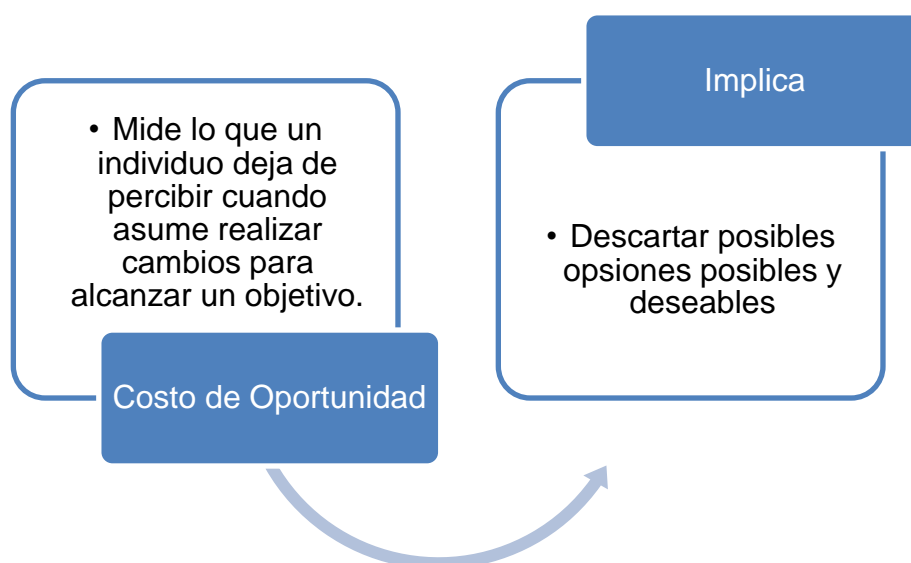 • Mide lo que un
individuo deja de
percibir cuando
asume realizar
cambios para
alcanzar un objetivo.
Costo de Oportunidad
Implica
• Descartar posibles
opsiones posibles y
deseables